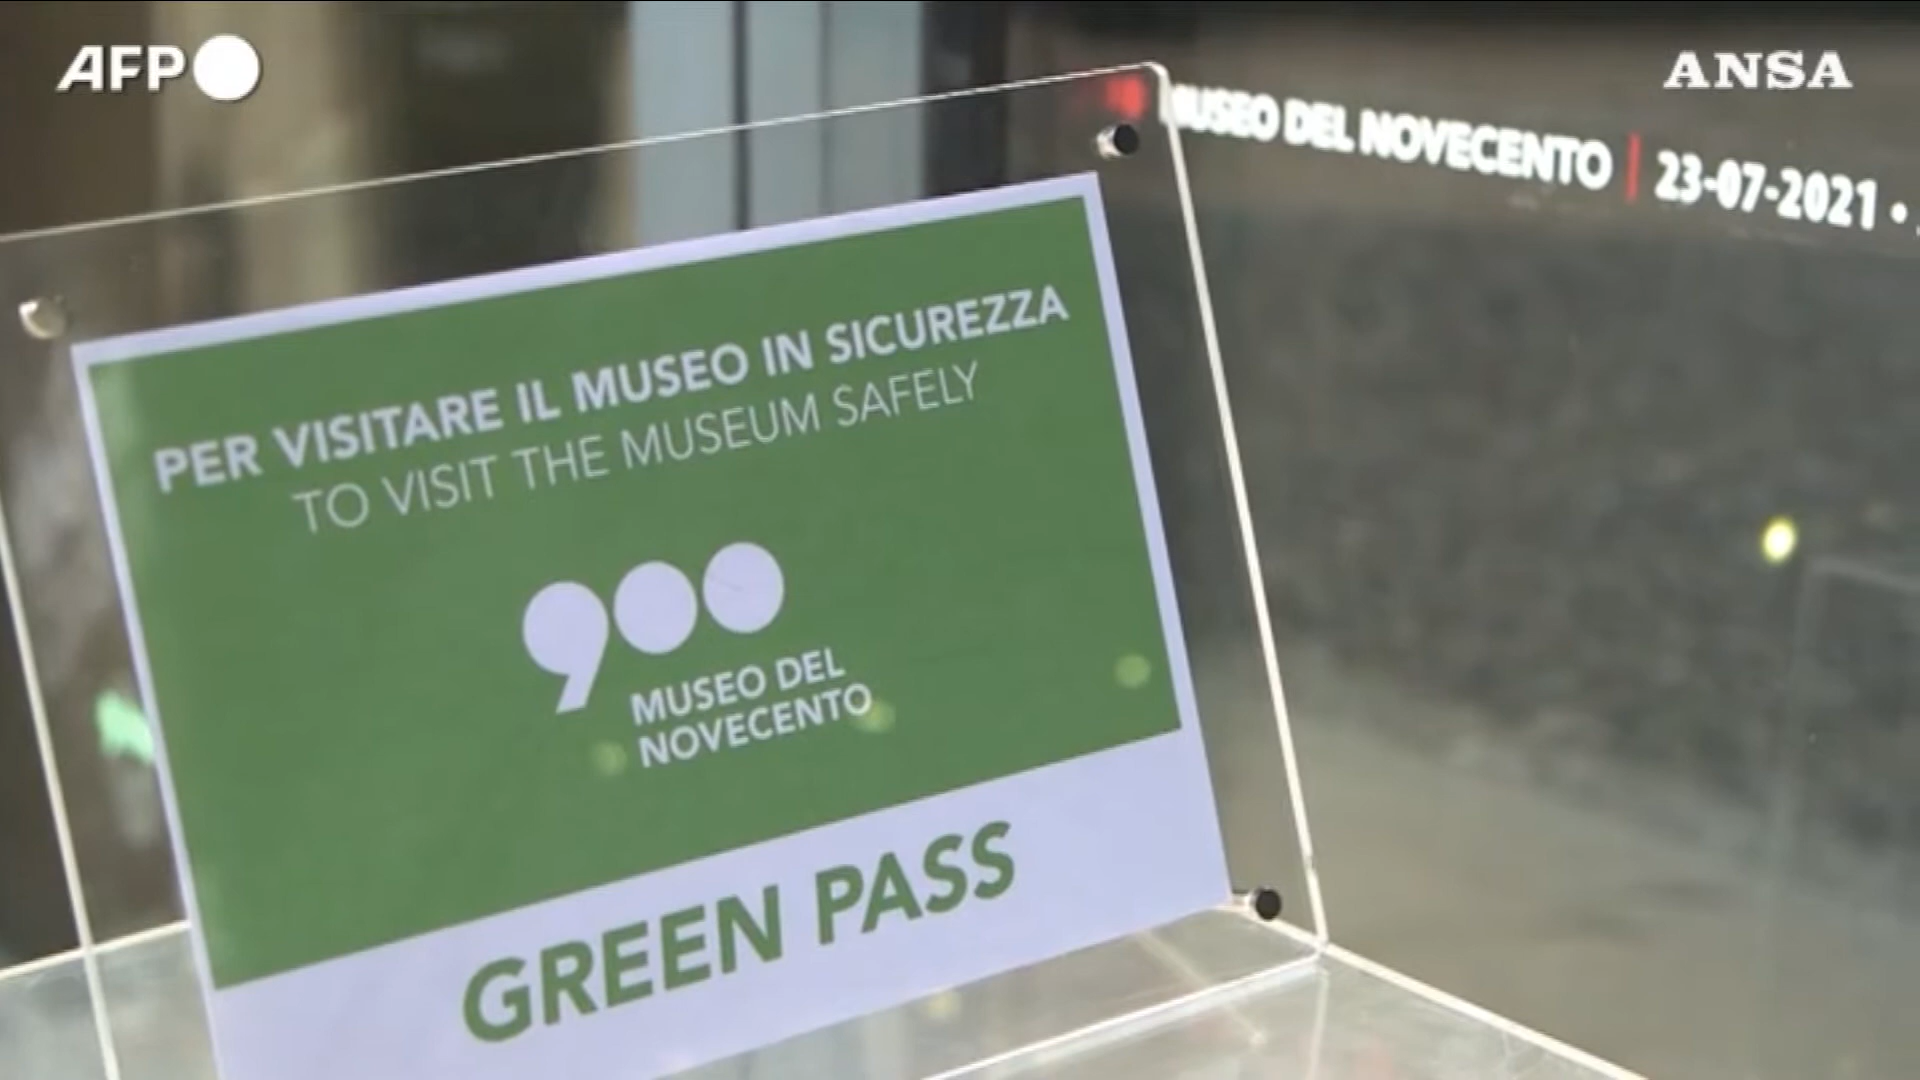 AFP
ANSA
MUSEO DEL NOVECENTO | 23-07-2021 •
PER VISITARE IL MUSEO IN SICUREZZA
TO VISIT THE MUSEUM SAFELY
900
MUSEO DEL
NOVECENTO
GREEN PASS